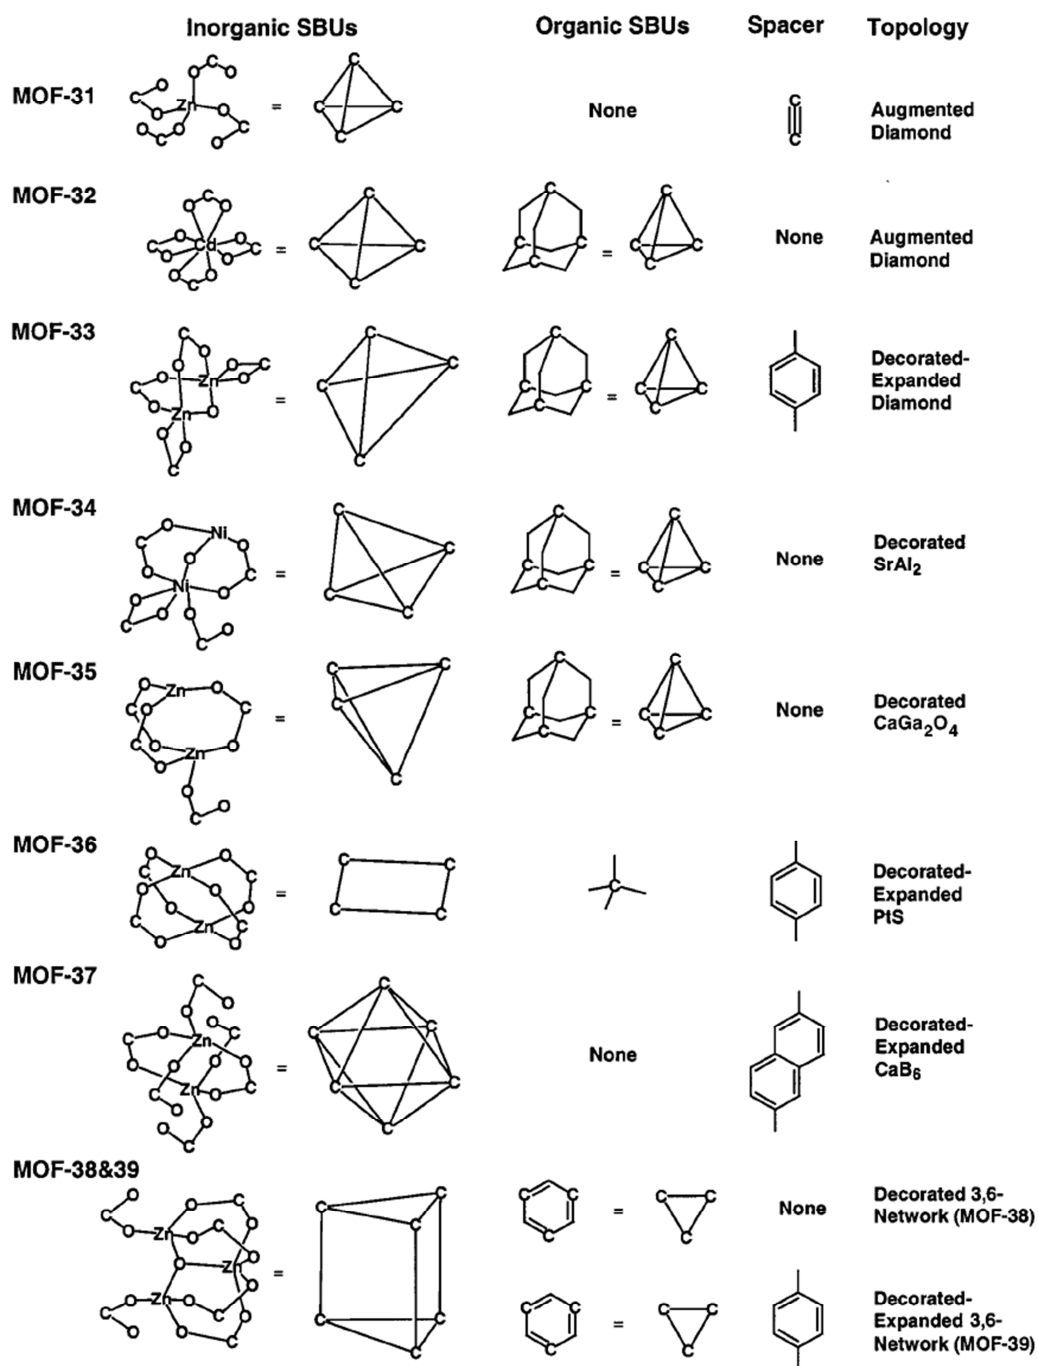 Inorganic SBUs Organic SBUs Spacer Topology
MOF-31
Zn = None C C Augmented
Diamond
MOF-32
Cd = = None Augmented
Diamond
MOF-33
Zn Zn = = Decorated-
Expanded
Diamond
MOF-34
Ni Ni = = None Decorated
SrAl₂
MOF-35
Zn Zn = = None Decorated
CaGa₂O₄
MOF-36
Zn Zn = C Decorated-
Expanded
PtS
MOF-37
Zn Zn = None Decorated-
Expanded
CaB₆
MOF-38&39
Zn Zn Zn = = None Decorated 3,6-
Network (MOF-38)
= Decorated-
Expanded 3,6-
Network (MOF-39)